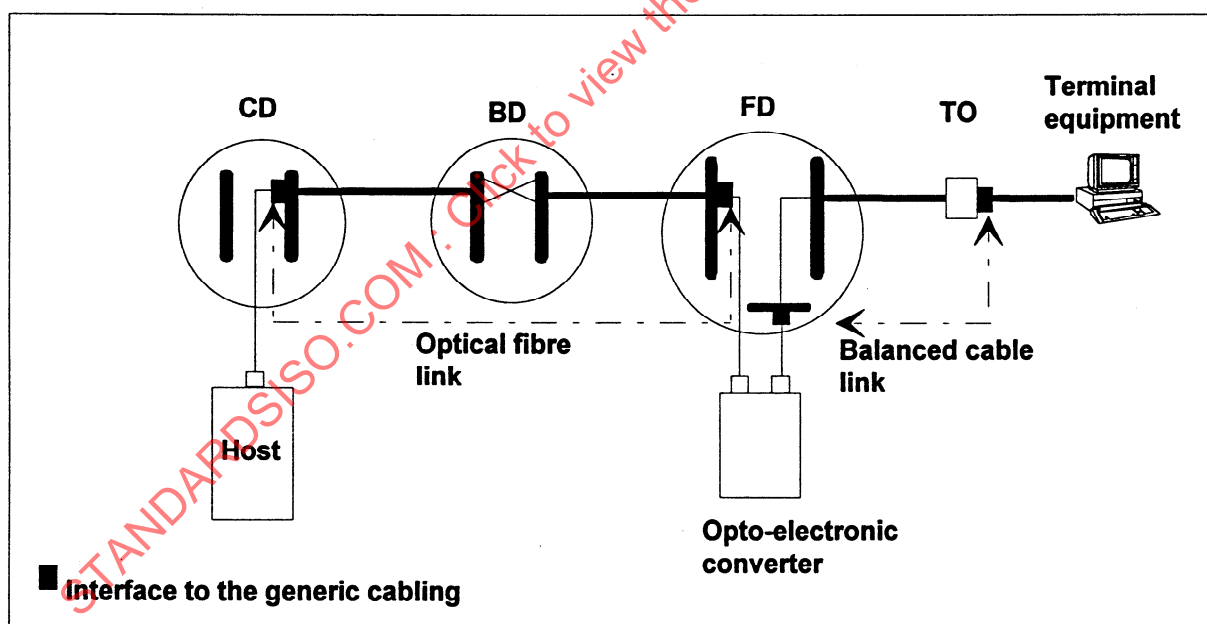 CD
BD
FD
TO
Terminal
equipment
Optical fibre
link
Balanced cable
link
Host
Opto-electronic
converter
Interface to the generic cabling
STANDARDSISO.COM : Click to view the